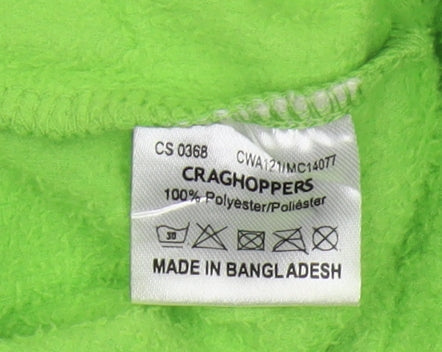 CS 0368 CWA121/MC14077
CRAGHOPPERS
100% Polyester/Poliéster
30
MADE IN BANGLADESH